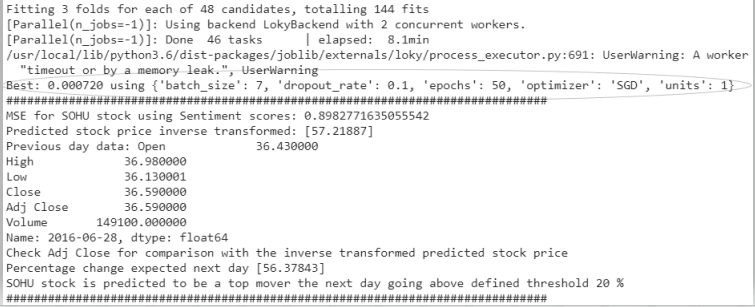 Fitting 3 folds for each of 48 candidates, totalling 144 fits
[Parallel(n_jobs=-1)]: Using backend LokyBackend with 2 concurrent workers.
[Parallel(n_jobs=-1)]: Done  46 tasks      | elapsed:  8.1min
/usr/local/lib/python3.6/dist-packages/joblib/externals/loky/process_executor.py:691: UserWarning: A worker
  "timeout or by a memory leak.", UserWarning
Best: 0.000720 using {'batch_size': 7, 'dropout_rate': 0.1, 'epochs': 50, 'optimizer': 'SGD', 'units': 1}
################################################################################
MSE for SOHU stock using Sentiment scores: 0.8982771635055542
Predicted stock price inverse transformed: [57.21887]
Previous day data: Open             36.430000
High             36.980000
Low              36.130001
Close            36.590000
Adj Close        36.590000
Volume       149100.000000
Name: 2016-06-28, dtype: float64
Check Adj Close for comparison with the inverse transformed predicted stock price
Percentage change expected next day [56.37843]
SOHU stock is predicted to be a top mover the next day going above defined threshold 20 %
################################################################################